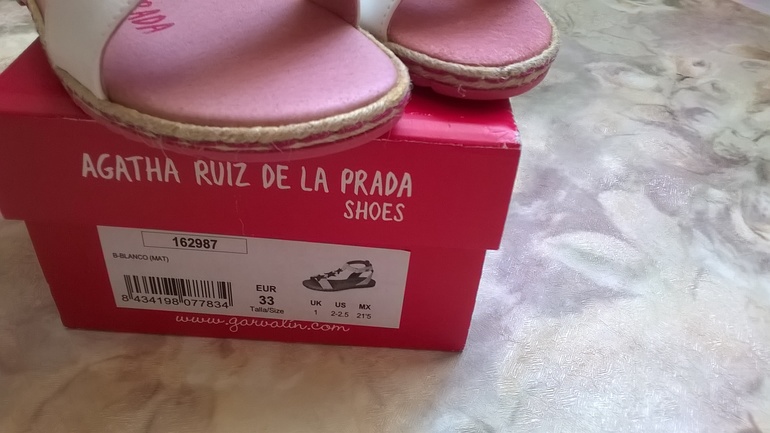 PRADA
AGATHA RUIZ DE LA PRADA
SHOES
162987
B-BLANCO (MAT)
8 434198 077834
EUR
33
Talla/Size
UK US MX
1 2-2.5 21'5
www.garvalin.com